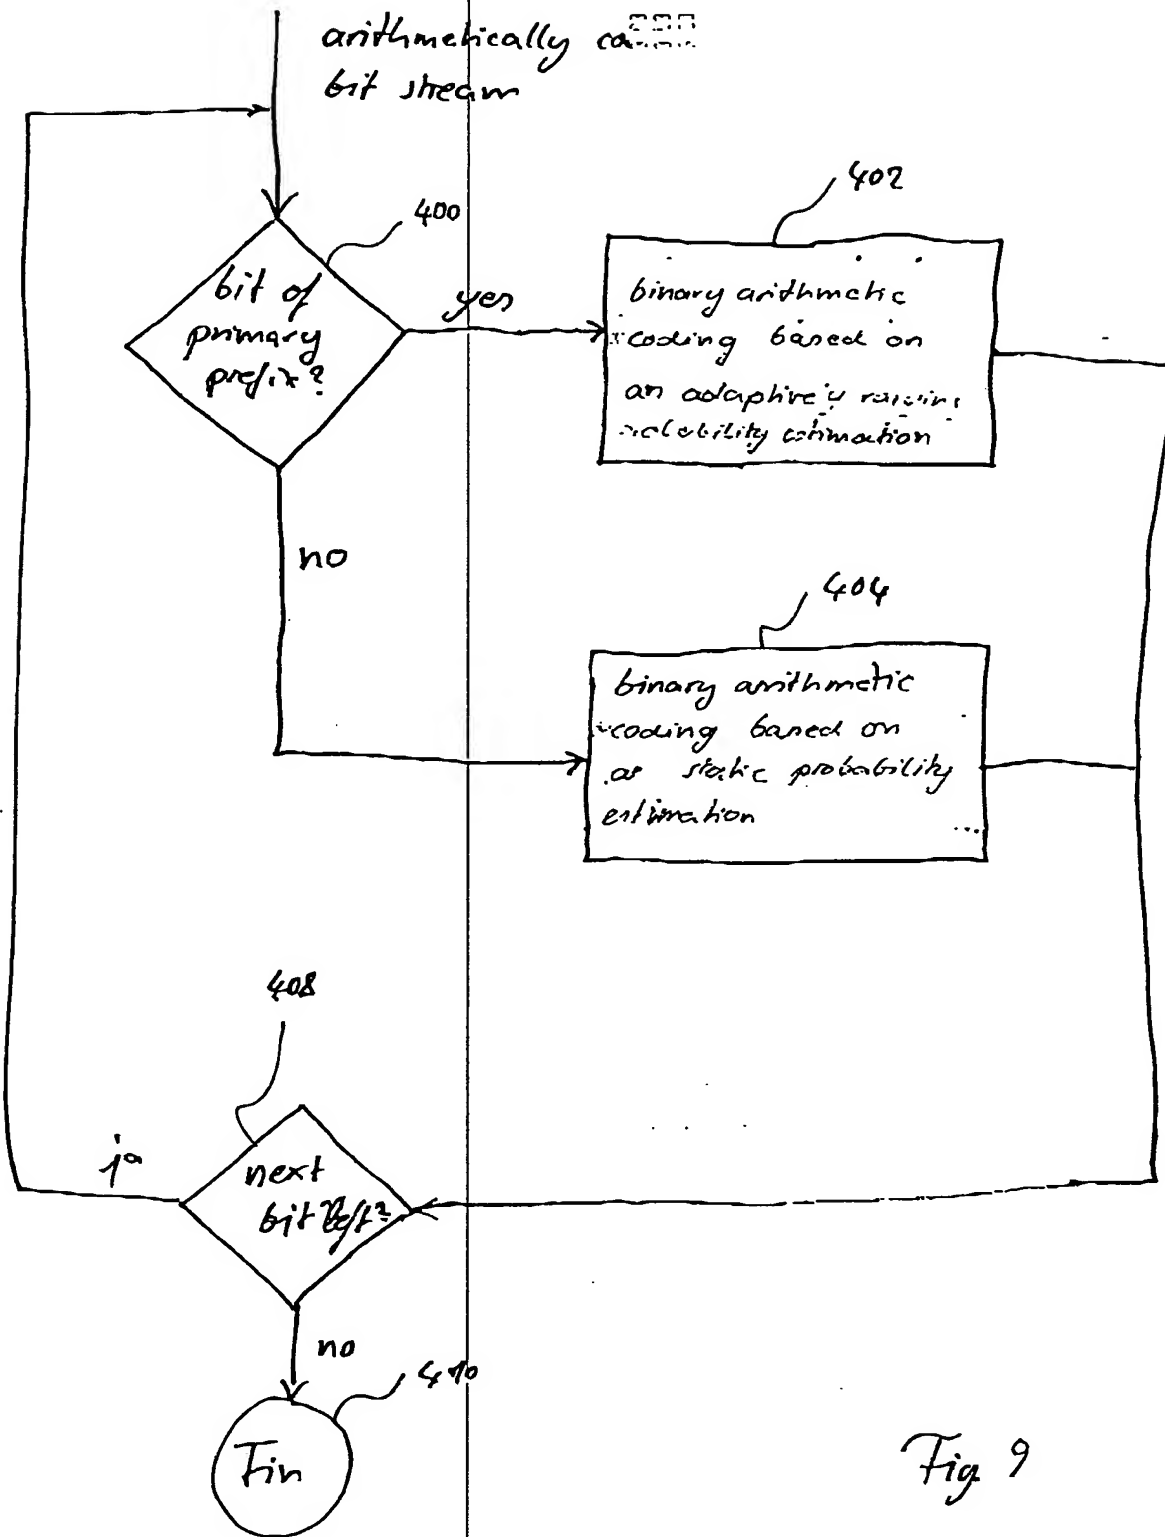 arithmetically
bit stream
400
402
bit of
primary
prefix?
yes
binary arithmetic
coding based on
an
estimation
no
404
binary arithmetic
coding based on
static probability
estimation
408
ja
next
bit
no
410
Fin
Fig 9